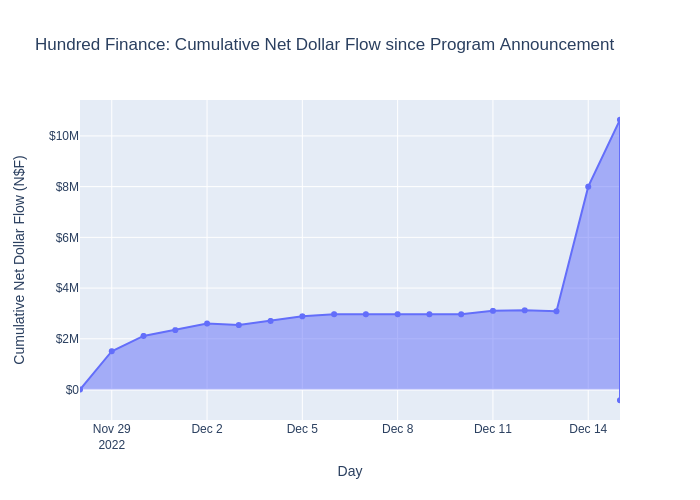 Hundred Finance: Cumulative Net Dollar Flow since Program Announcement
Cumulative Net Dollar Flow (N$F)
$10M
$8M
$6M
$4M
$2M
$0
Nov 29
2022
Dec 2
Dec 5
Dec 8
Dec 11
Dec 14
Day